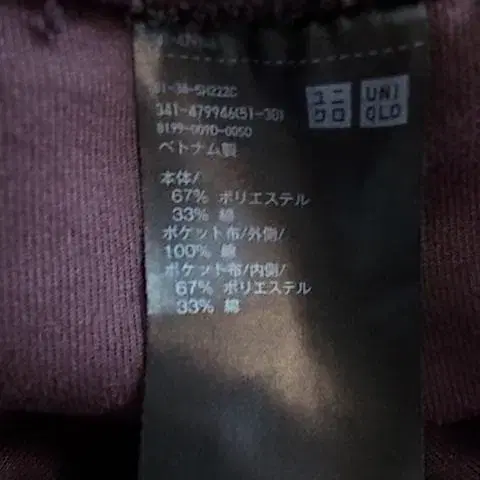 341-479946(51-30)
ユニ
クロ
UNI
QLO
ベトナム製
本体/
67% ポリエステル
33% 綿
ポケット布/外側/
100% 綿
ポケット布/内側/
67% ポリエステル
33% 綿